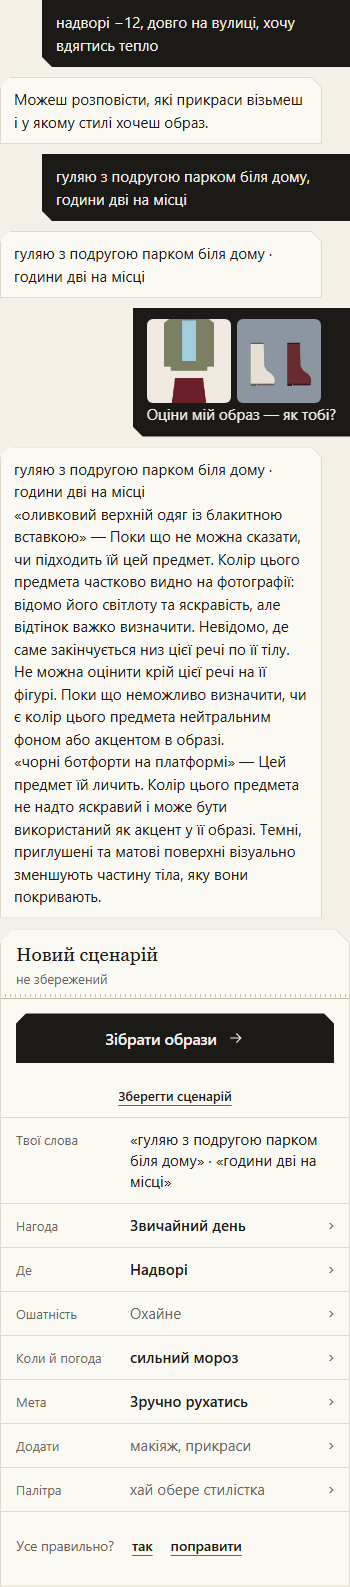 надворі −12, довго на вулиці, хочу
вдягтись тепло
Можеш розповісти, які прикраси візьмеш
і у якому стилі хочеш образ.
гуляю з подругою парком біля дому,
години дві на місці
гуляю з подругою парком біля дому ·
години дві на місці
Оціни мій образ — як тобі?
гуляю з подругою парком біля дому ·
години дві на місці
«оливковий верхній одяг із блакитною
вставкою» — Поки що не можна сказати,
чи підходить їй цей предмет. Колір цього
предмета частково видно на фотографії:
відомо його світлоту та яскравість, але
відтінок важко визначити. Невідомо, де
саме закінчується низ цієї речі по її тілу.
Не можна оцінити крій цієї речі на її
фігурі. Поки що неможливо визначити, чи
є колір цього предмета нейтральним
фоном або акцентом в образі.
«чорні ботфорти на платформі» — Цей
предмет їй личить. Колір цього предмета
не надто яскравий і може бути
використаний як акцент у її образі. Темні,
приглушені та матові поверхні візуально
зменшують частину тіла, яку вони
покривають.
Новий сценарій
не збережений
Зібрати образи →
Зберегти сценарій
Твої слова «гуляю з подругою парком
біля дому» · «години дві на
місці»
Нагода Звичайний день ›
Де Надворі ›
Ошатність Охайне ›
Коли й погода сильний мороз ›
Мета Зручно рухатись ›
Додати макіяж, прикраси ›
Палітра хай обере стилістка ›
Усе правильно? так поправити